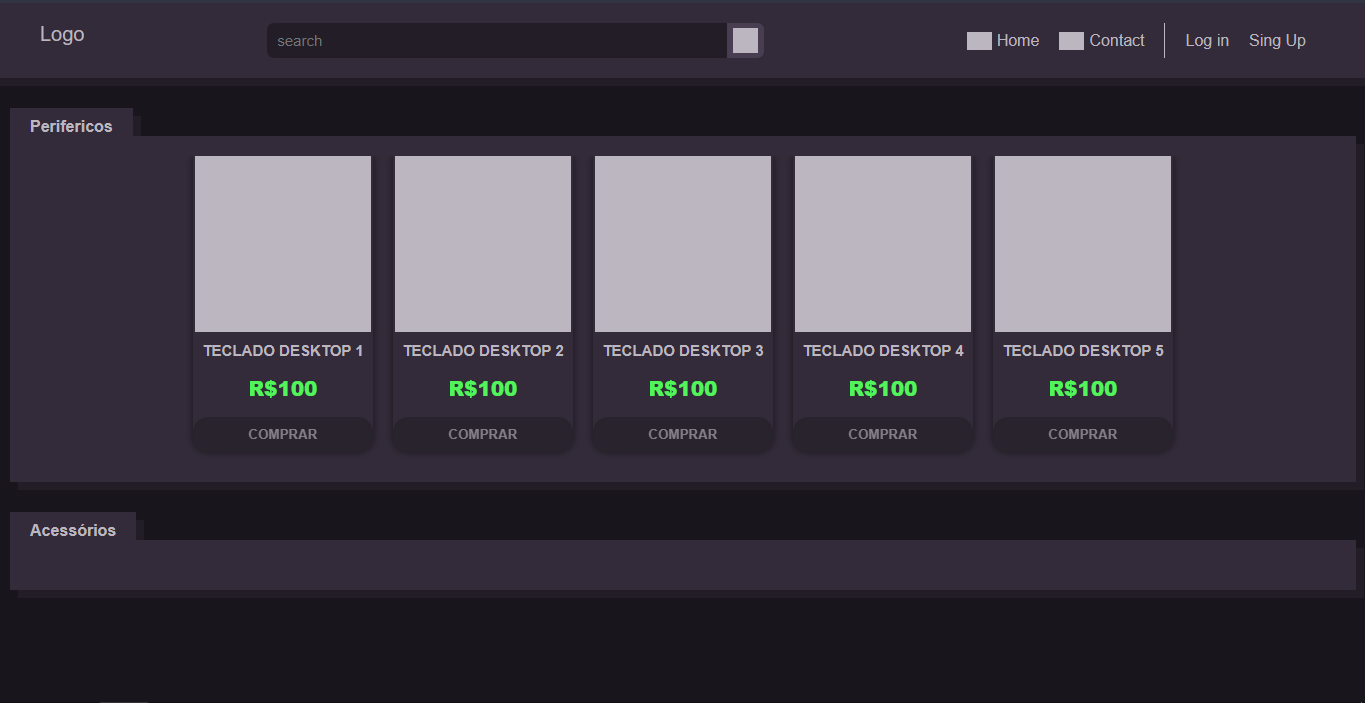 Logo
search
Home Contact Log in Sing Up
Perifericos
TECLADO DESKTOP 1 TECLADO DESKTOP 2 TECLADO DESKTOP 3 TECLADO DESKTOP 4 TECLADO DESKTOP 5
R$100 R$100 R$100 R$100 R$100
COMPRAR COMPRAR COMPRAR COMPRAR COMPRAR
Acessórios